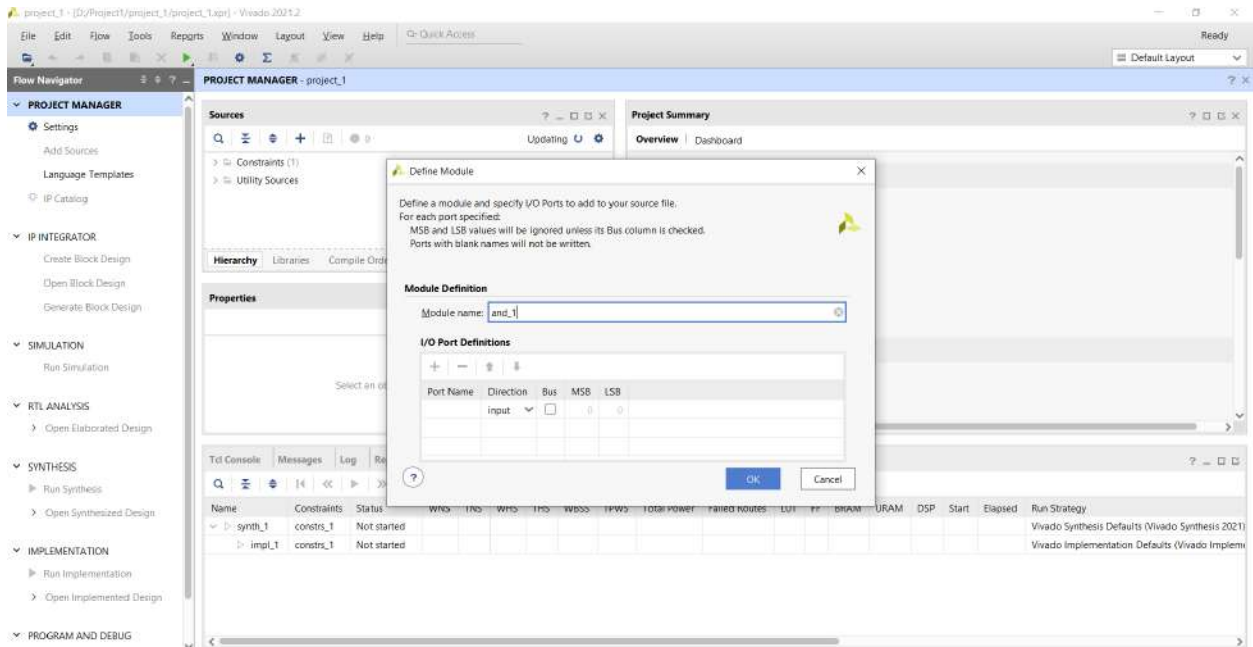 project_1 - [D:/Project1/project_1/project_1.xpr] - Vivado 2021.2
File Edit Flow Tools Reports Window Layout View Help Q- Quick Access Ready
Default Layout
Flow Navigator
PROJECT MANAGER - project_1
PROJECT MANAGER
Settings
Add Sources
Language Templates
IP Catalog
IP INTEGRATOR
Create Block Design
Open Block Design
Generate Block Design
SIMULATION
Run Simulation
RTL ANALYSIS
Open Elaborated Design
SYNTHESIS
Run Synthesis
Open Synthesized Design
IMPLEMENTATION
Run Implementation
Open Implemented Design
PROGRAM AND DEBUG
Sources
0 Updating
Constraints (1)
Utility Sources
Hierarchy Libraries Compile Orde
Properties
Select an ob
Project Summary
Overview Dashboard
Define Module
Define a module and specify I/O Ports to add to your source file.
For each port specified:
MSB and LSB values will be ignored unless its Bus column is checked.
Ports with blank names will not be written.
Module Definition
Module name: and_1
I/O Port Definitions
Port Name Direction Bus MSB LSB
input 0 0
? OK Cancel
Tcl Console Messages Log Re
Name Constraints Status WNS TNS WHS THS WBSS TPWS Total Power Failed Routes LUT FF BRAM URAM DSP Start Elapsed Run Strategy
synth_1 constrs_1 Not started Vivado Synthesis Defaults (Vivado Synthesis 2021)
impl_1 constrs_1 Not started Vivado Implementation Defaults (Vivado Impleme